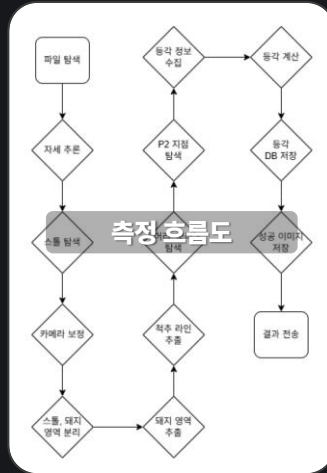 파일 탐색
자세 추론
스톨 탐색
카메라 보정
스톨, 돼지
영역 분리
돼지 영역
추출
척추 라인
추출
탐색
P2 지점
탐색
등각 정보
수집
등각 계산
등각
DB 저장
성공 이미지
저장
결과 전송
측정 흐름도